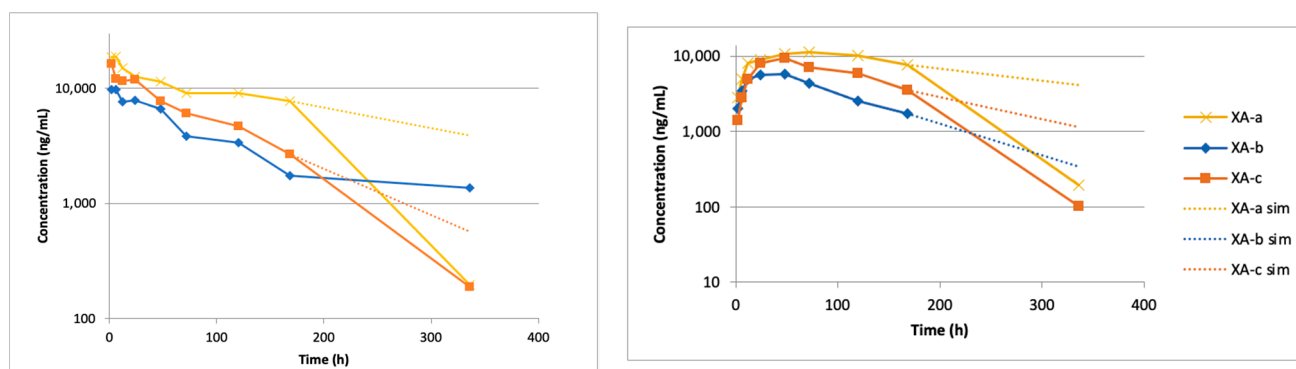 10,000
1,000
100
0
100
200
300
400
Concentration (ng/mL)
Time (h)
10,000
1,000
100
10
0
100
200
300
400
Concentration (ng/mL)
Time (h)
XA-a
XA-b
XA-c
XA-a sim
XA-b sim
XA-c sim